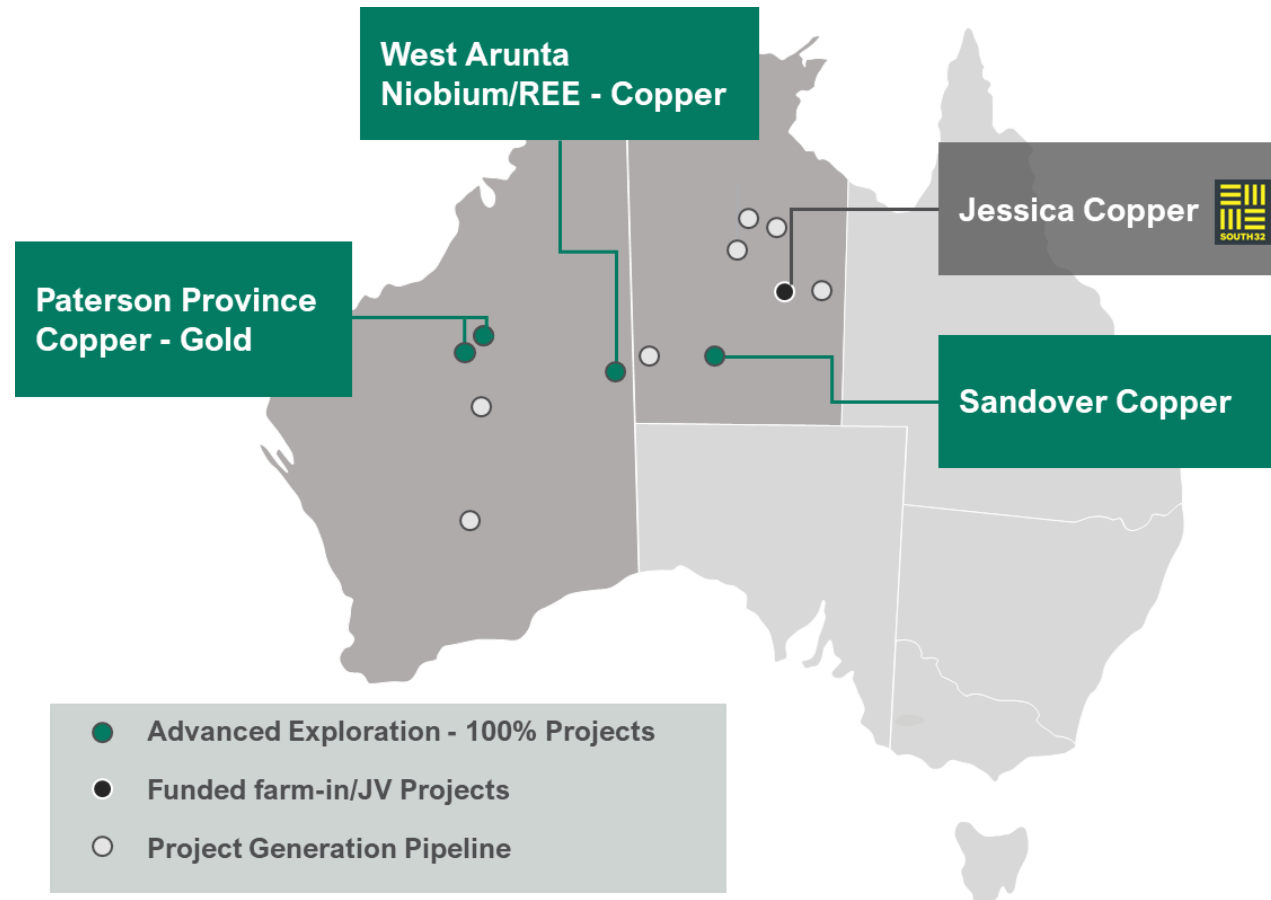 West Arunta
Niobium/REE - Copper
Jessica Copper
SOUTH32
Paterson Province
Copper - Gold
Sandover Copper
Advanced Exploration - 100% Projects
Funded farm-in/JV Projects
Project Generation Pipeline